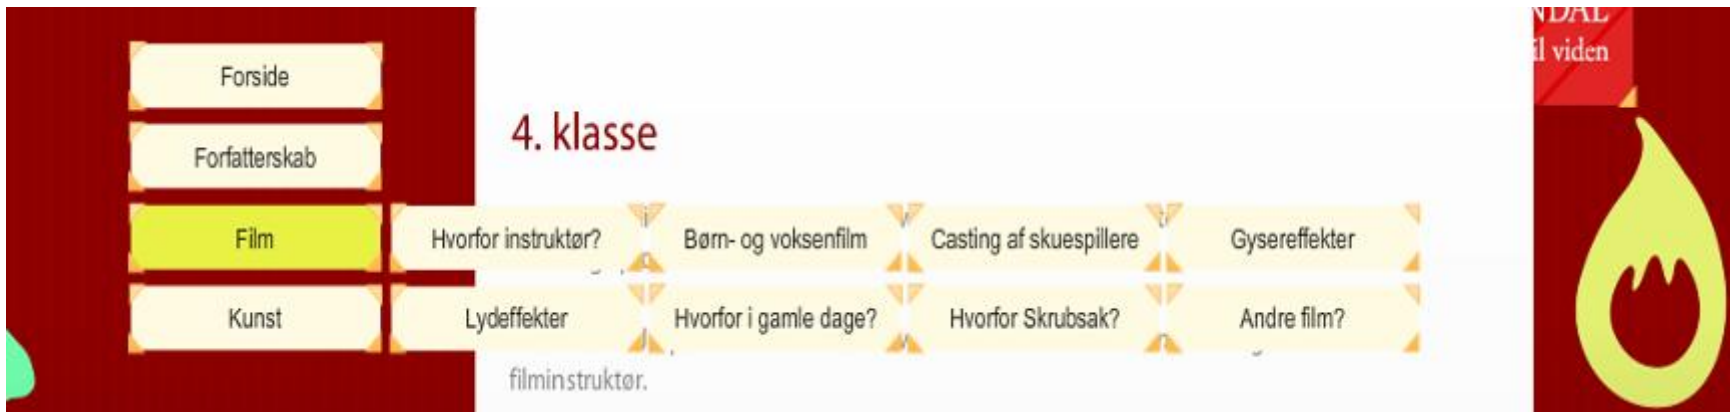 NDAL
il viden
Forside
4. klasse
Forfatterskab
Film
Hvorfor instruktør?
Børn- og voksenfilm
Casting af skuespillere
Gysereffekter
Kunst
Lydeffekter
Hvorfor i gamle dage?
Hvorfor Skrubsak?
Andre film?
filminstruktør.